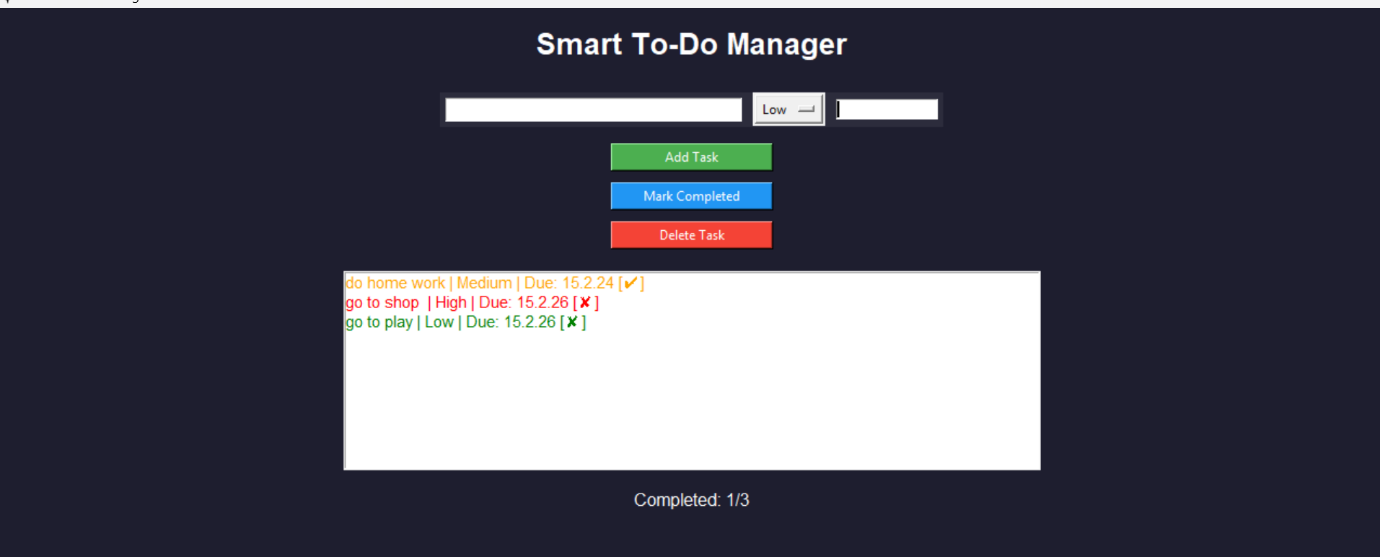 Smart To-Do Manager
Low
Add Task
Mark Completed
Delete Task
do home work | Medium | Due: 15.2.24 [✔]
go to shop  | High | Due: 15.2.26 [✘]
go to play | Low | Due: 15.2.26 [✘]
Completed: 1/3